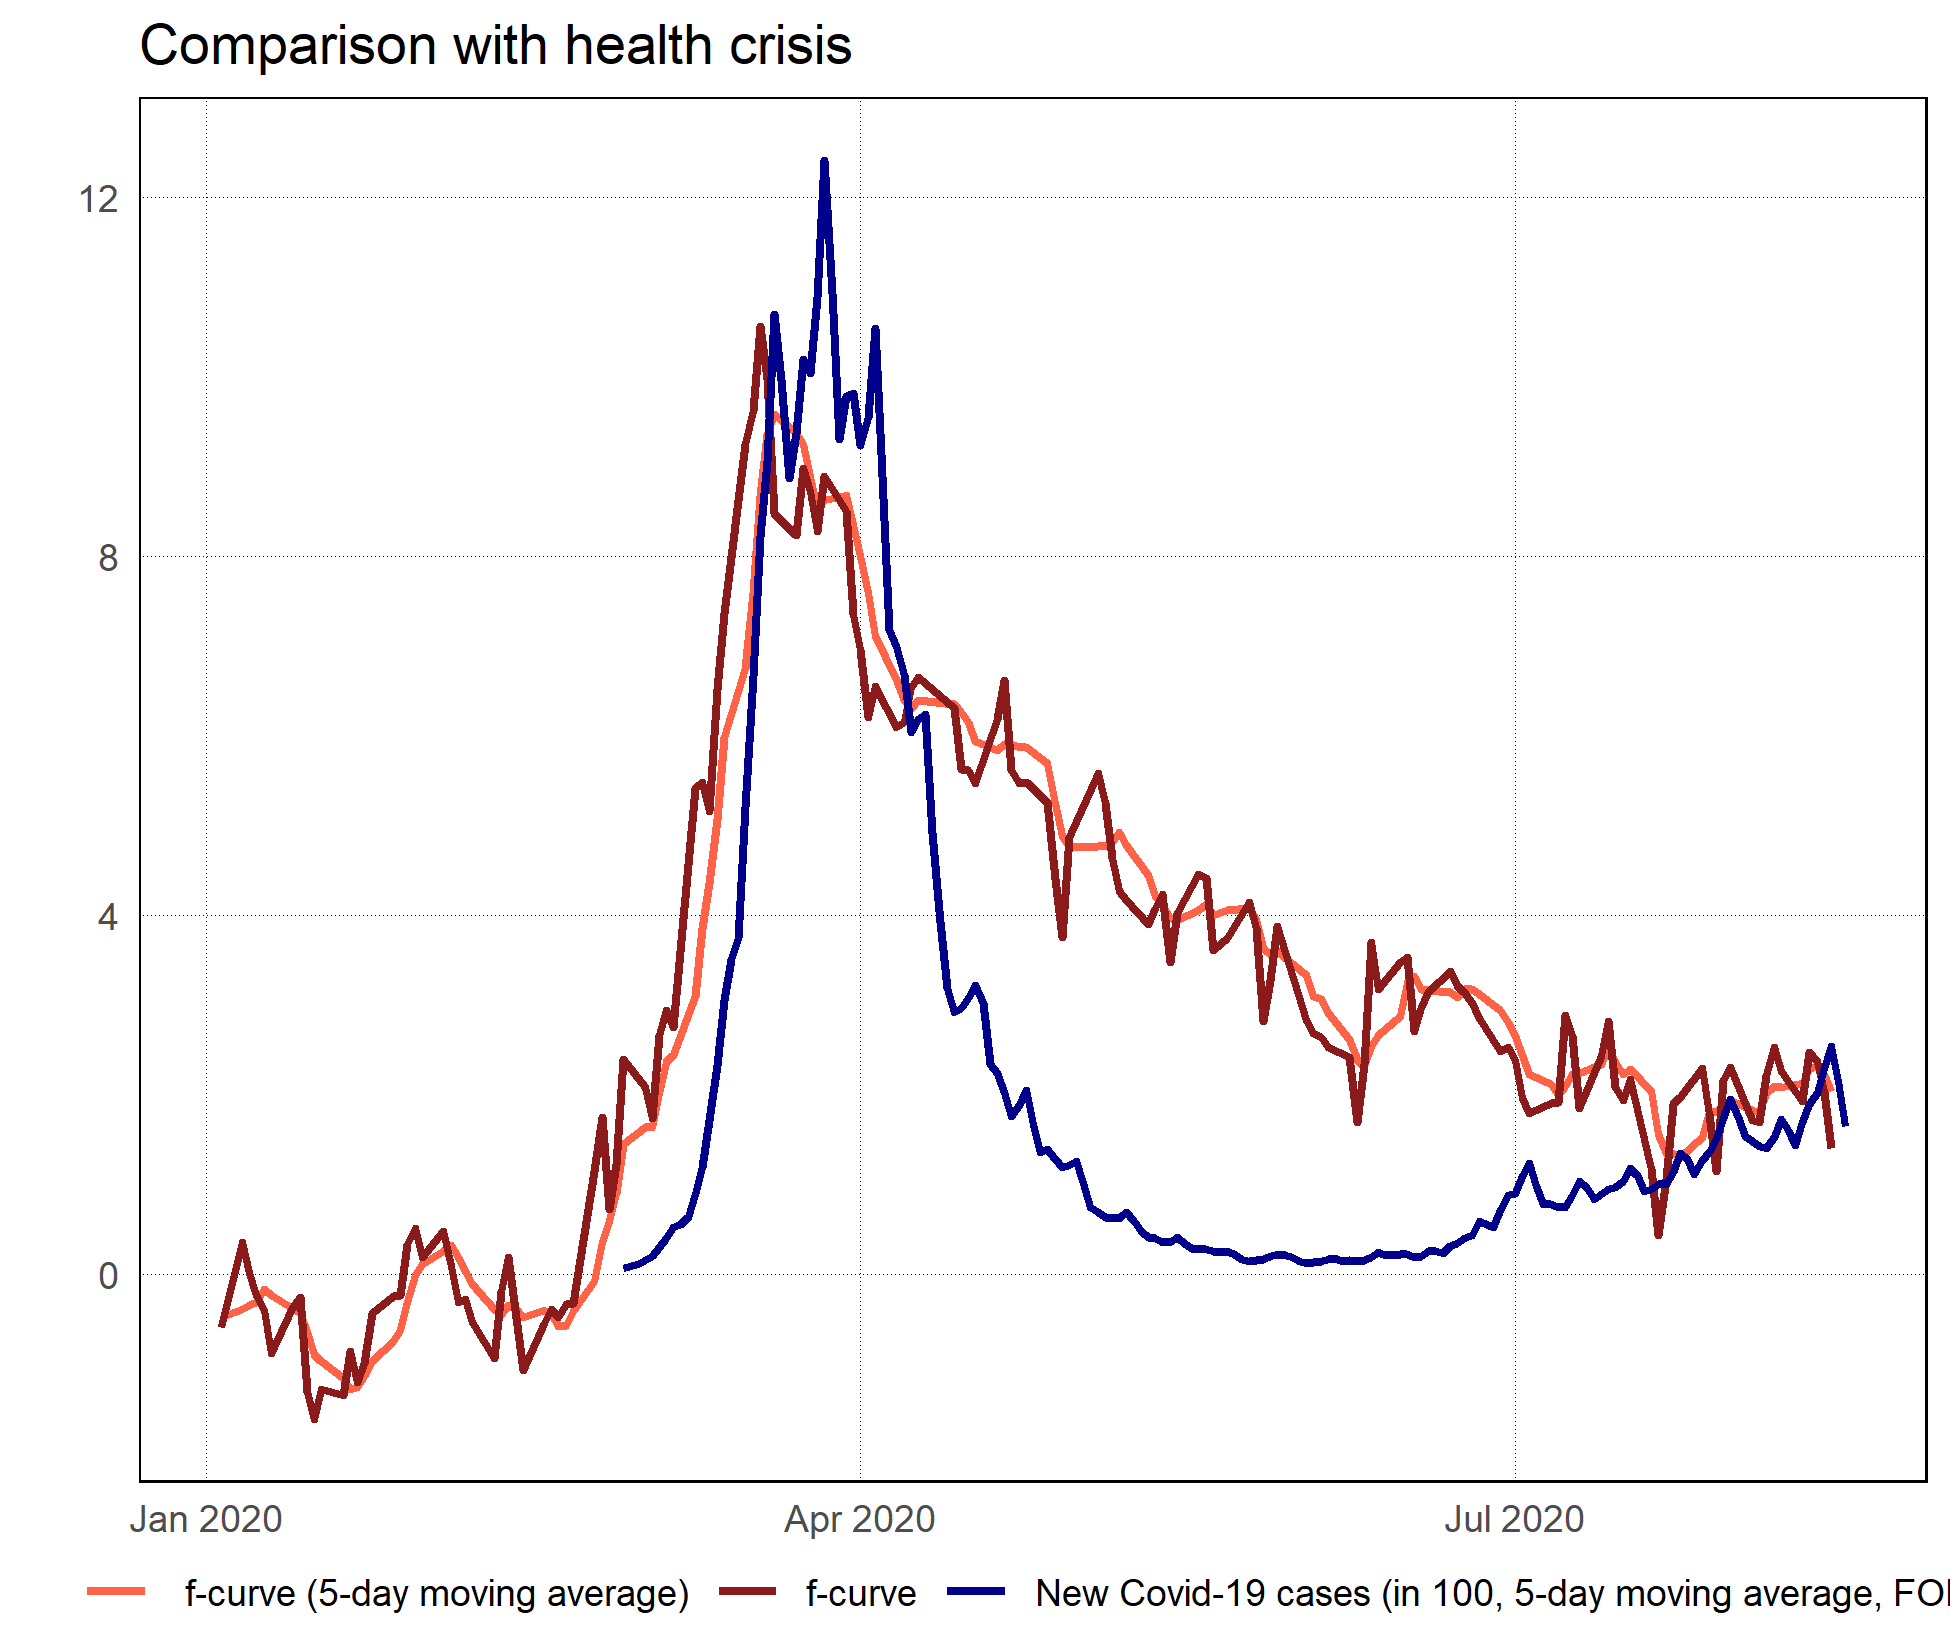 Comparison with health crisis
12
8
4
0
Jan 2020 Apr 2020 Jul 2020
f-curve (5-day moving average) f-curve New Covid-19 cases (in 100, 5-day moving average,